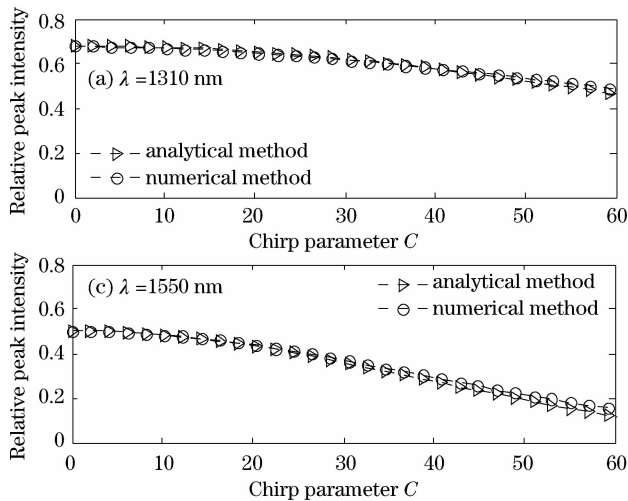 Relative peak intensity
0.8
0.6
0.4
0.2
0
(a) λ =1310 nm
analytical method
numerical method
0 10 20 30 40 50 60
Chirp parameter C
Relative peak intensity
0.8
0.6
0.4
0.2
0
(c) λ =1550 nm
analytical method
numerical method
0 10 20 30 40 50 60
Chirp parameter C